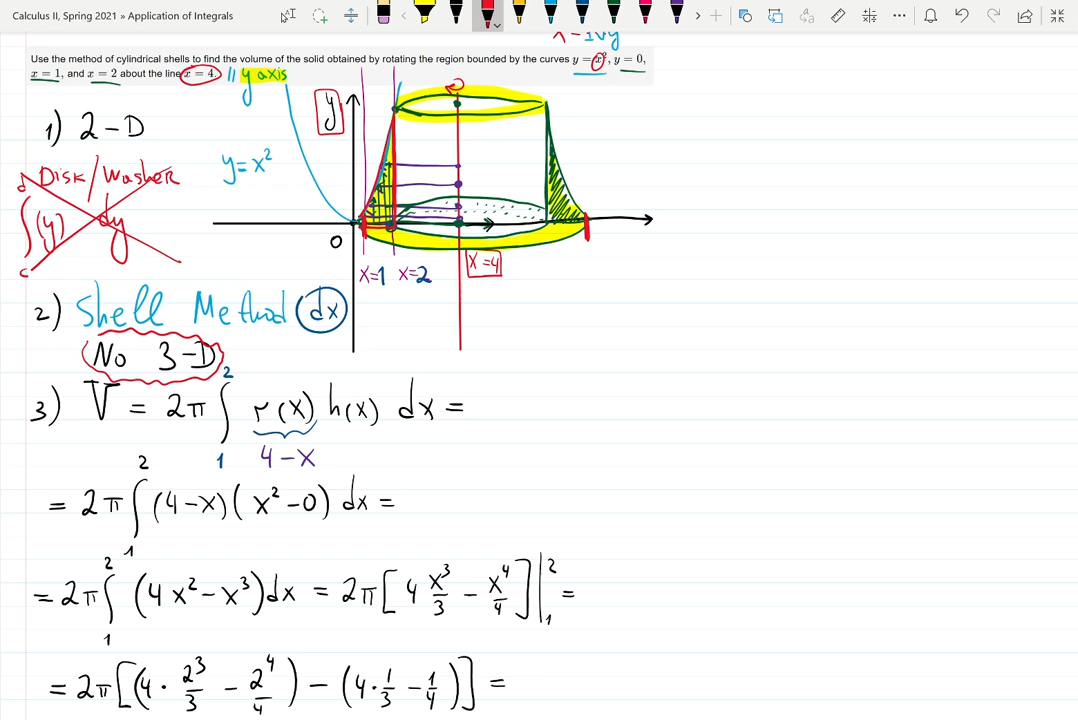 Calculus II, Spring 2021 » Application of Integrals
Use the method of cylindrical shells to find the volume of the solid obtained by rotating the region bounded by the curves y = x², y = 0,
x = 1, and x = 2 about the line x = 4. || y axis
1) 2-D
y
y = x²
Disk/Washer
∫ (y) dy
c
d
0
x=1 x=2
x=4
2) Shell Method (dx)
No 3-D
3) V = 2π ∫₁² r(x) h(x) dx =
4-x
= 2π ∫₁² (4-x)(x²-0) dx =
= 2π ∫₁² (4x²-x³)dx = 2π[4 x³/3 - x⁴/4]|₁² =
= 2π[(4·2³/3 - 2⁴/4) - (4·1/3 - 1/4)] =